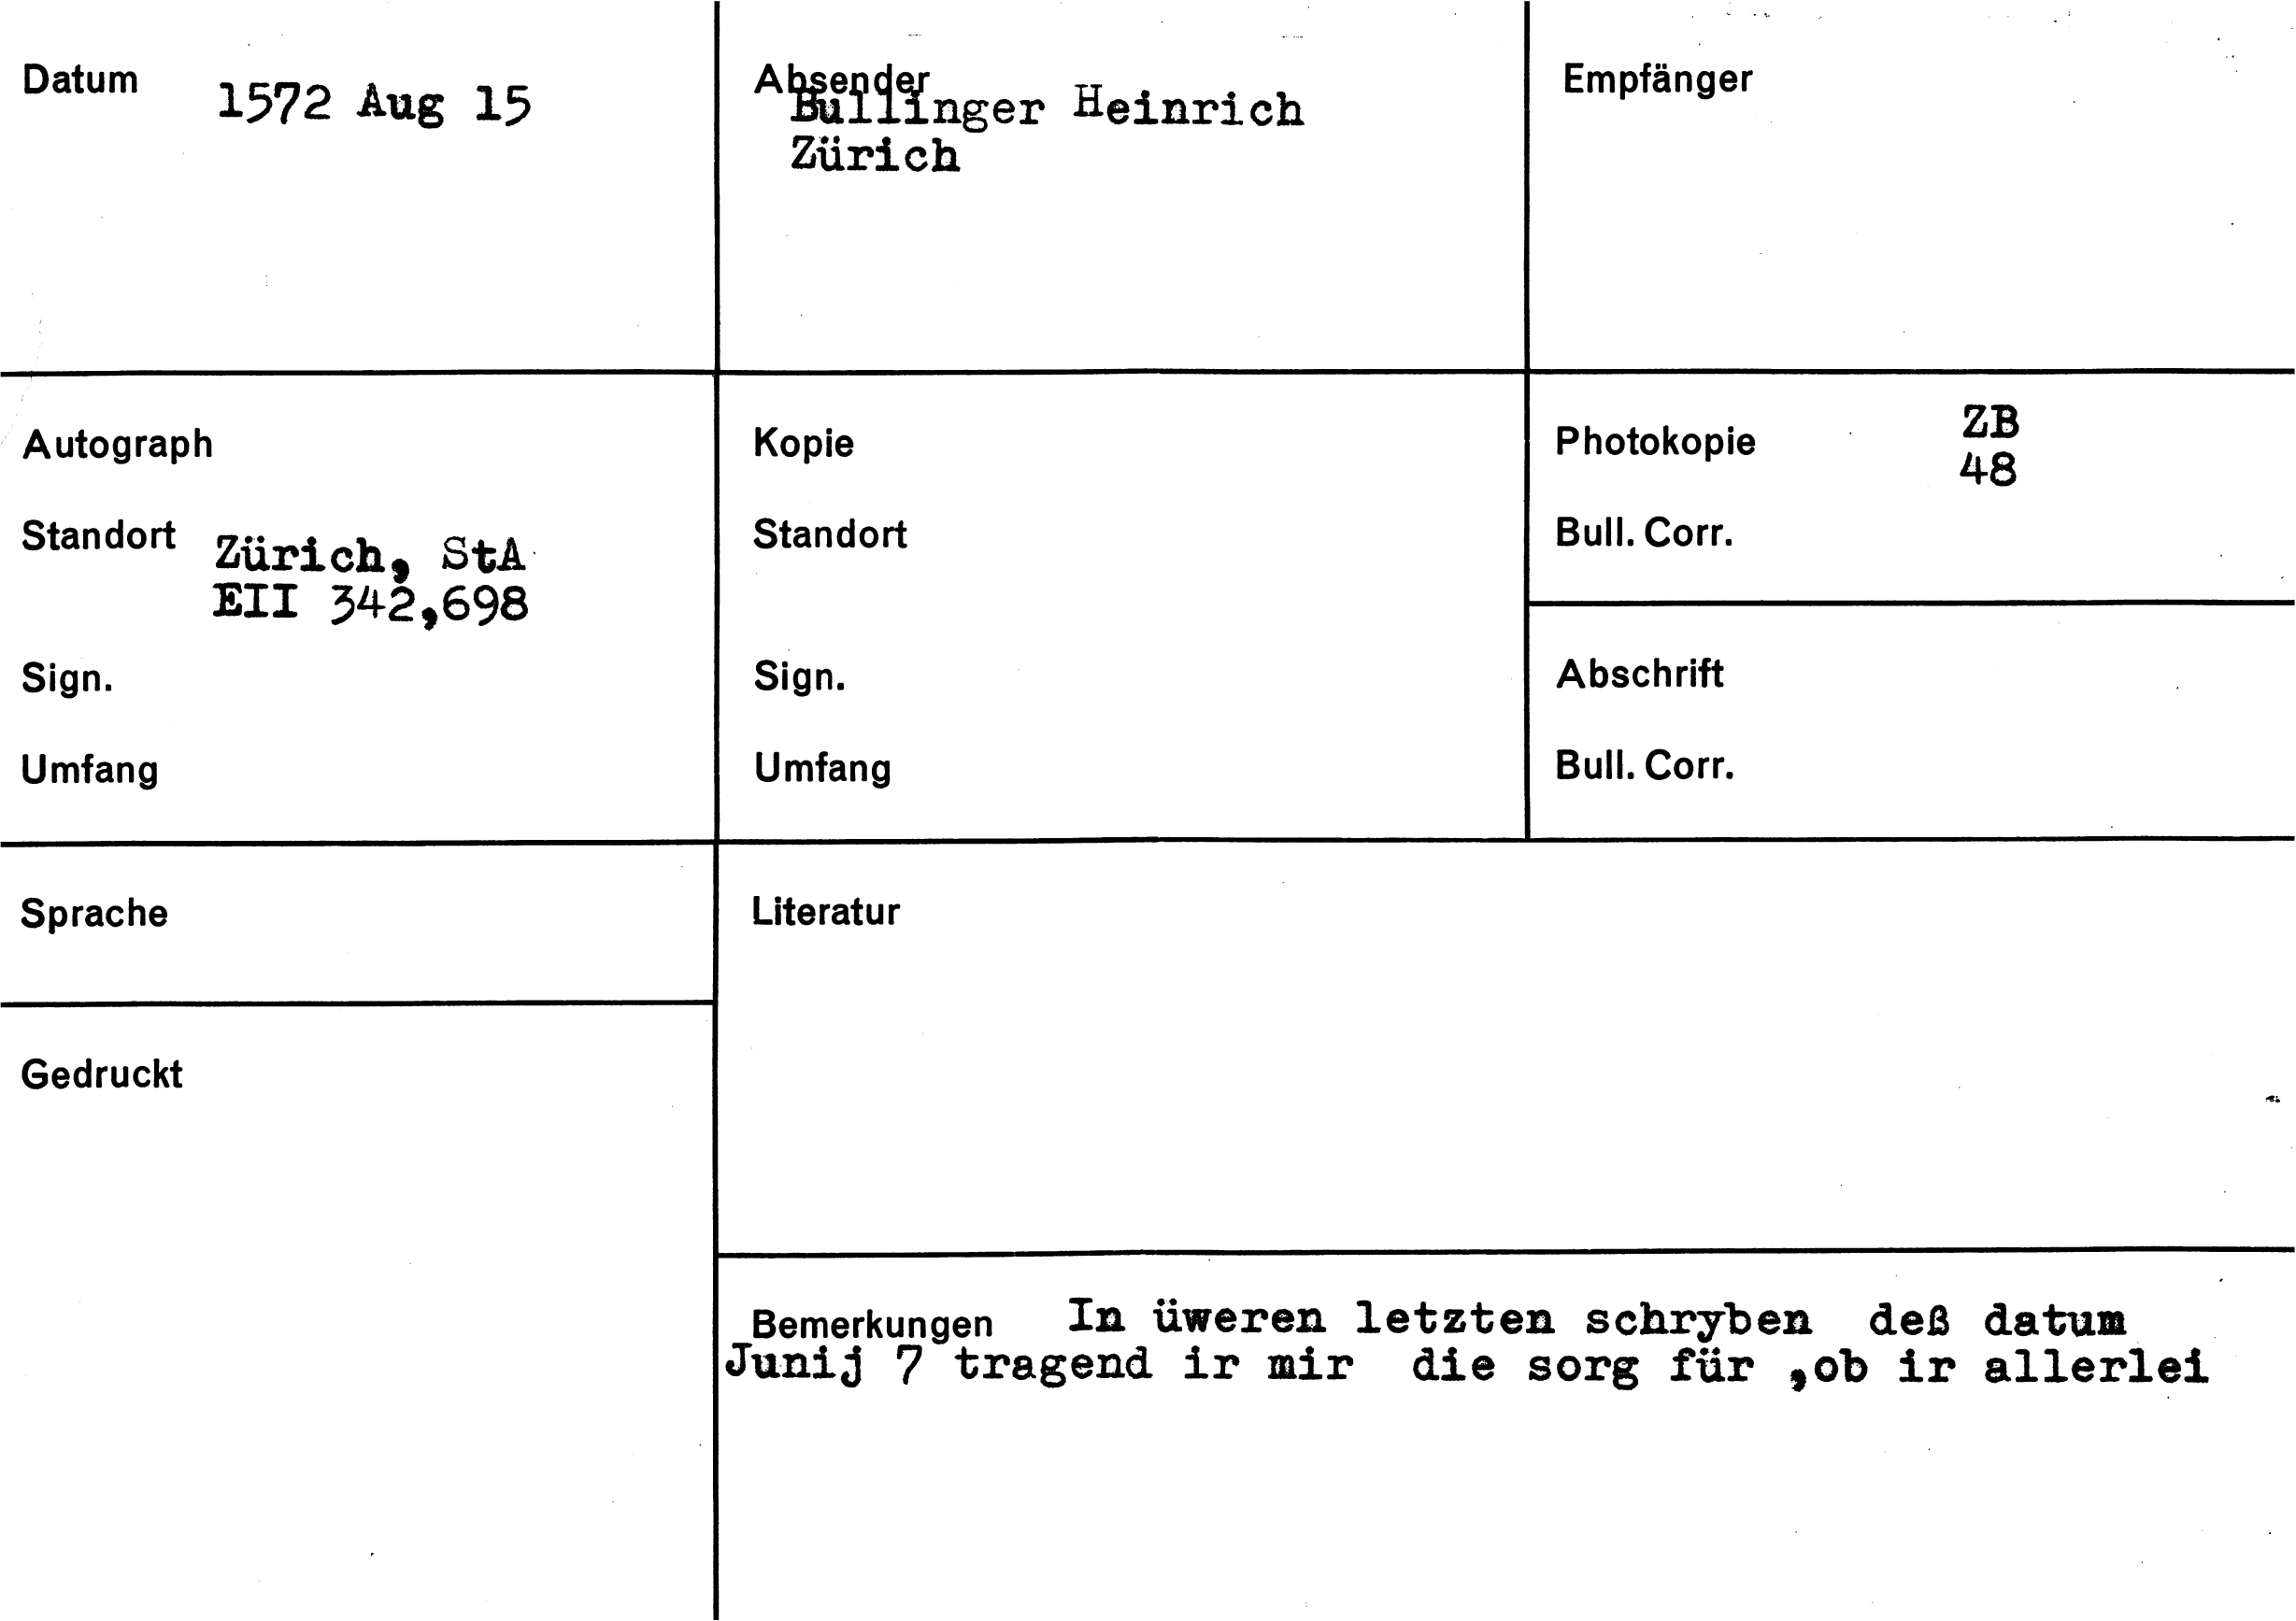 Datum 1572 Aug 15
Absender
Bullinger Heinrich
Zürich
Empfänger
Autograph
Standort Zürich, StA
EII 342,698
Sign.
Umfang
Kopie
Standort
Sign.
Umfang
Photokopie ZB
48
Bull. Corr.
Abschrift
Bull. Corr.
Sprache
Literatur
Gedruckt
Bemerkungen In üweren letzten schryben deß datum
Junij 7 tragend ir mir die sorg für ,ob ir allerlei